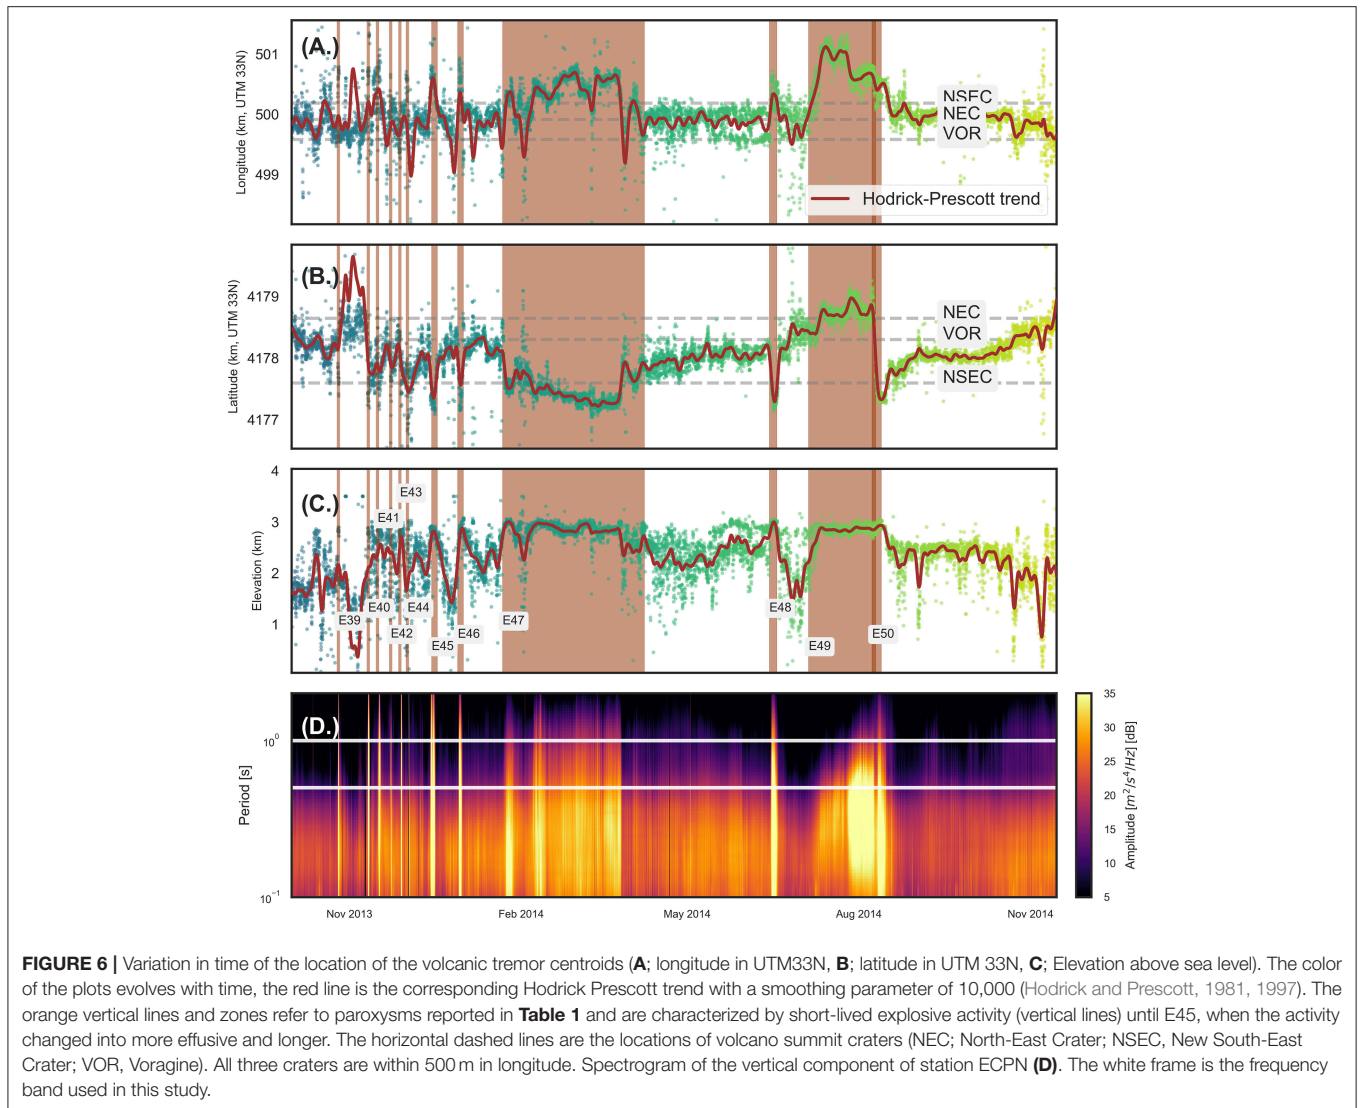 (A.)
501
500
499
Longitude (km, UTM 33N)
NSEC
NEC
VOR
Hodrick-Prescott trend
(B.)
4179
4178
4177
Latitude (km, UTM 33N)
NEC
VOR
NSEC
(C.)
4
3
2
1
Elevation (km)
E43
E41
E39
E40
E44
E42
E45
E46
E47
E48
E49
E50
(D.)
10⁰
10⁻¹
Period [s]
Nov 2013
Feb 2014
May 2014
Aug 2014
Nov 2014
35
30
25
20
15
10
5
Amplitude [m²/s⁴/Hz] [dB]
FIGURE 6 | Variation in time of the location of the volcanic tremor centroids (A; longitude in UTM33N, B; latitude in UTM 33N, C; Elevation above sea level). The color
of the plots evolves with time, the red line is the corresponding Hodrick Prescott trend with a smoothing parameter of 10,000 (Hodrick and Prescott, 1981, 1997). The
orange vertical lines and zones refer to paroxysms reported in Table 1 and are characterized by short-lived explosive activity (vertical lines) until E45, when the activity
changed into more effusive and longer. The horizontal dashed lines are the locations of volcano summit craters (NEC; North-East Crater; NSEC, New South-East
Crater; VOR, Voragine). All three craters are within 500 m in longitude. Spectrogram of the vertical component of station ECPN (D). The white frame is the frequency
band used in this study.